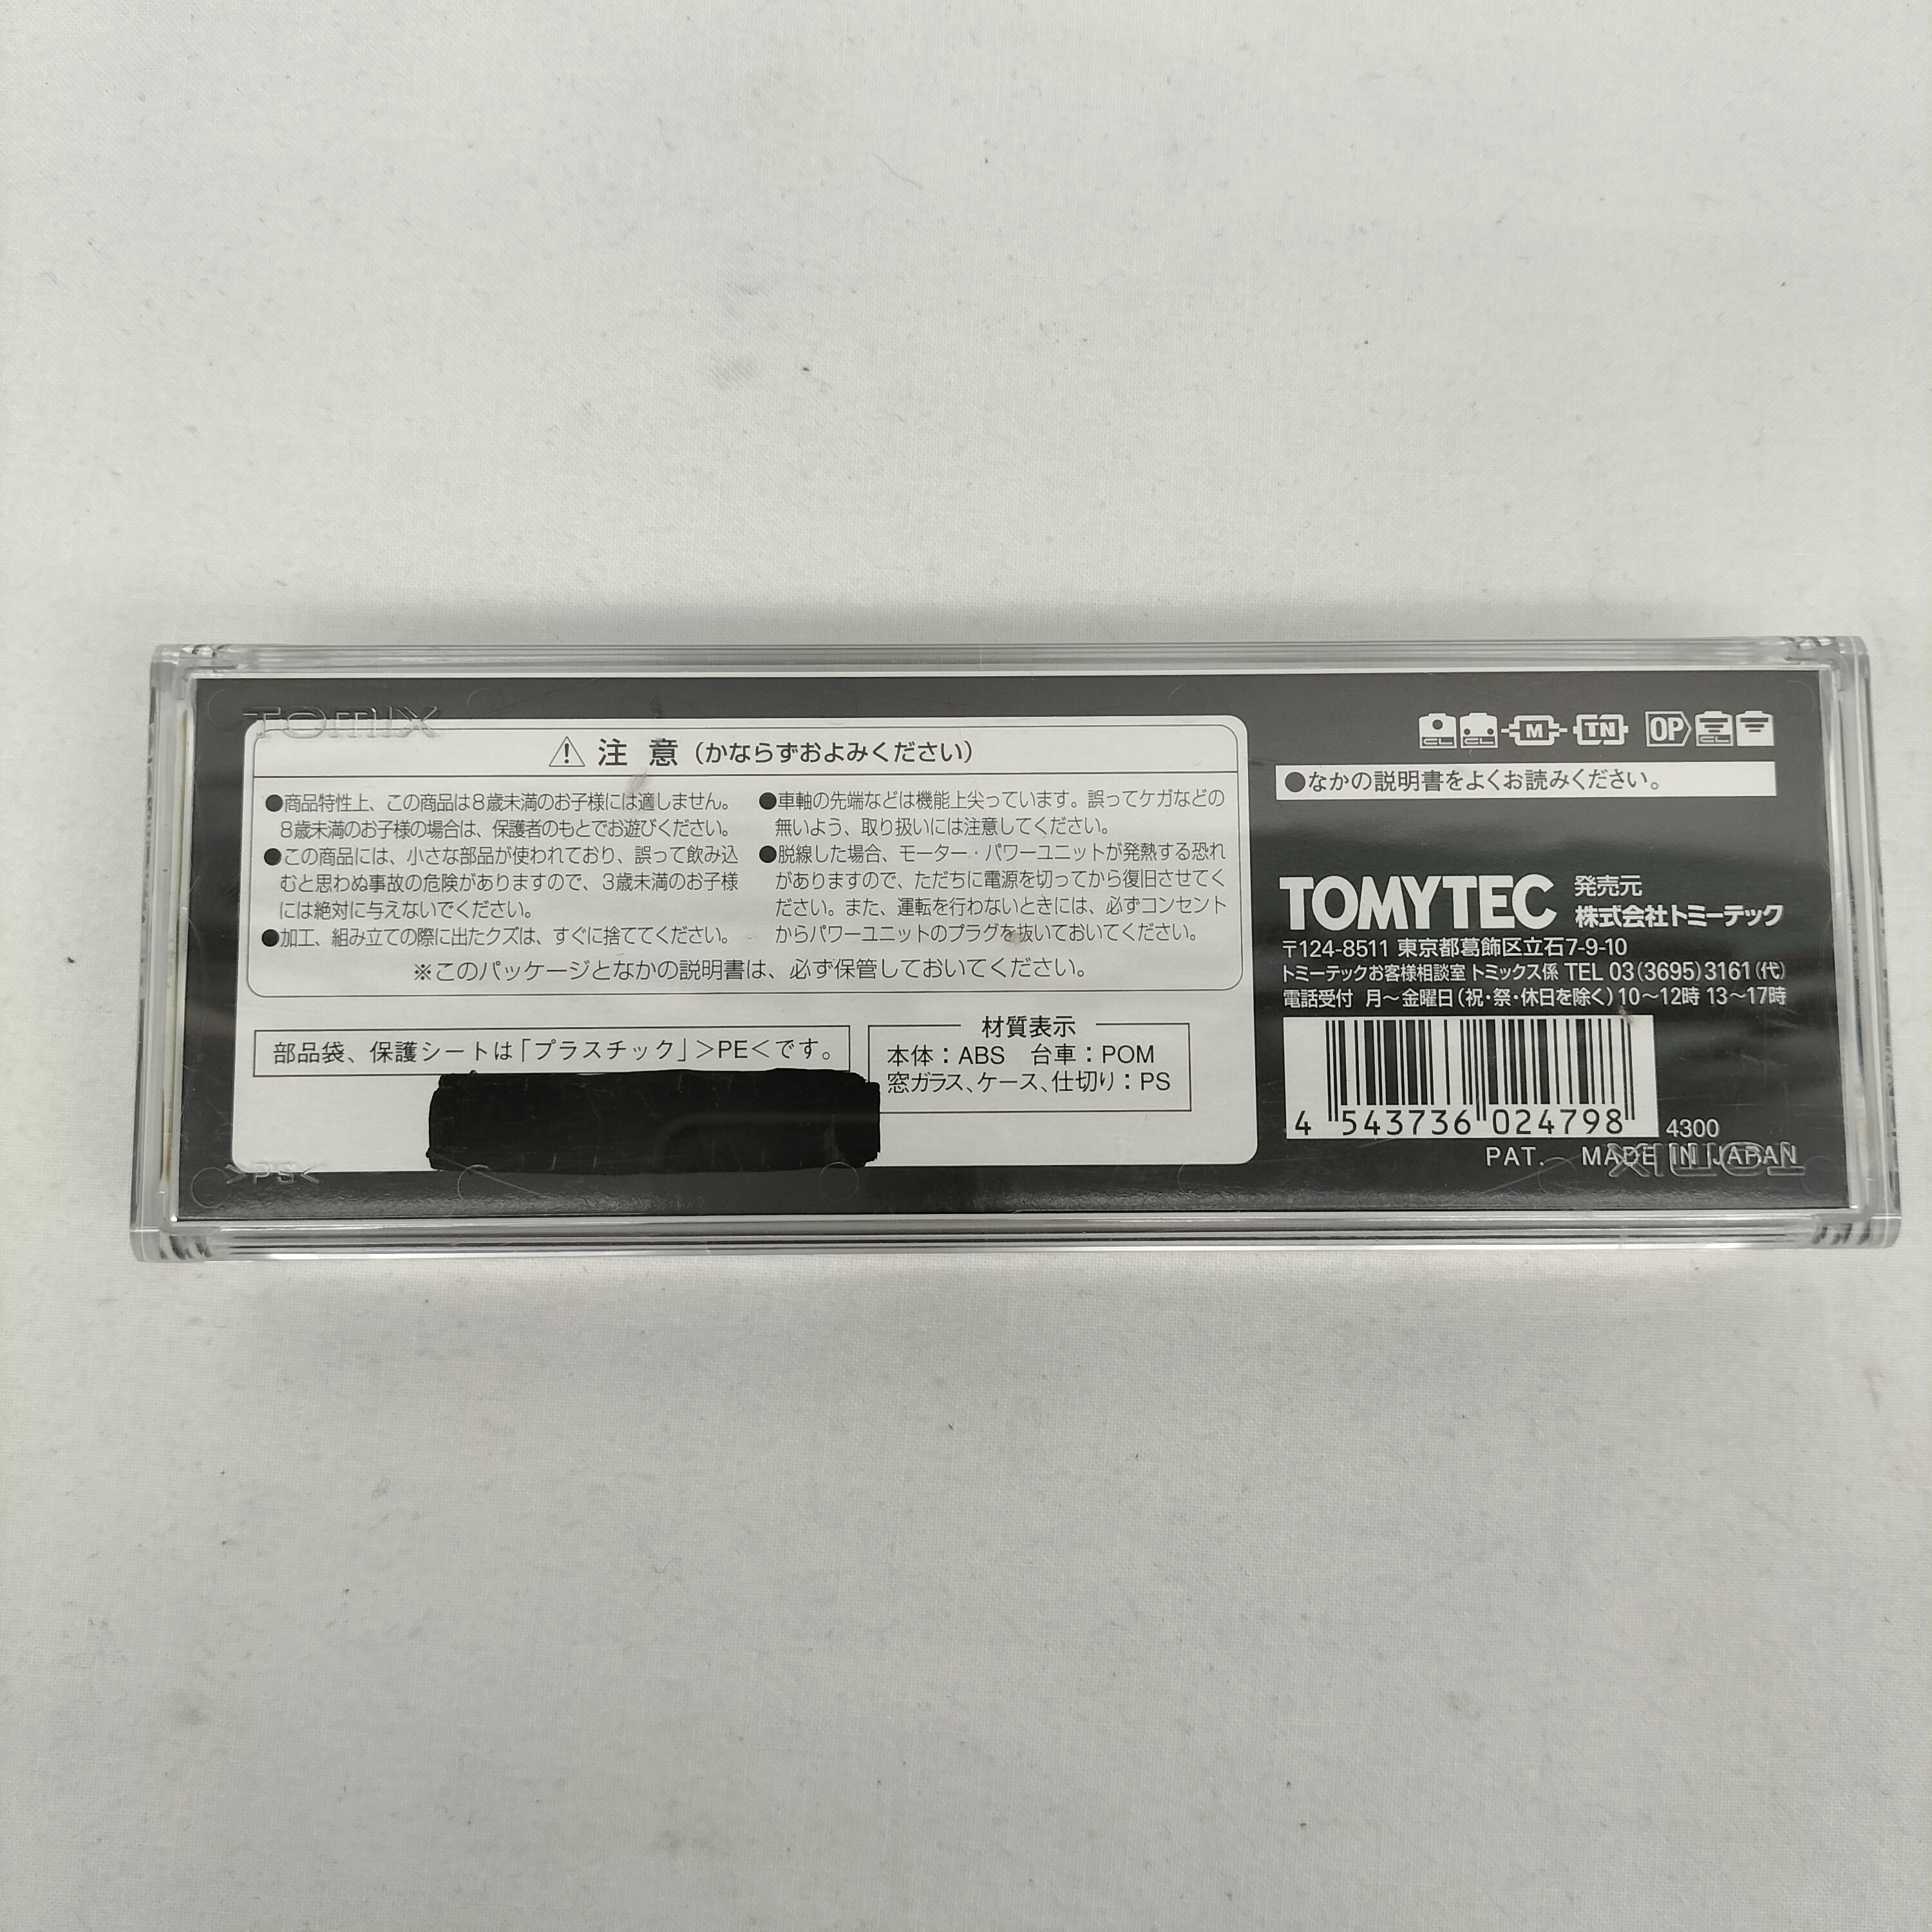 TOMIX
注 意(かならずおよみください)
●商品特性上、この商品は8歳未満のお子様には適しません。
8歳未満のお子様の場合は、保護者のもとでお遊びください。
●この商品には、小さな部品が使われており、誤って飲み込
むと思わぬ事故の危険がありますので、3歳未満のお子様
には絶対に与えないでください。
●加工、組み立ての際に出たクズは、すぐに捨ててください。
●車軸の先端などは機能上尖っています。誤ってケガなどの
無いよう、取り扱いには注意してください。
●脱線した場合、モーター・パワーユニットが発熱する恐れ
がありますので、ただちに電源を切ってから復旧させてく
ださい。また、運転を行わないときには、必ずコンセント
からパワーユニットのプラグを抜いておいてください。
※このパッケージとなかの説明書は、必ず保管しておいてください。
部品袋、保護シートは「プラスチック」>PE<です。
材質表示
本体:ABS 台車:POM
窓ガラス、ケース、仕切り:PS
>PS<
CL CL M TN OP CL
●なかの説明書をよくお読みください。
TOMYTEC 発売元
株式会社トミーテック
〒124-8511 東京都葛飾区立石7-9-10
トミーテックお客様相談室 トミックス係 TEL 03(3695)3161(代)
電話受付 月~金曜日(祝・祭・休日を除く)10~12時 13~17時
4 543736 024798
4300
PAT. MADE IN JAPAN
TOMIX